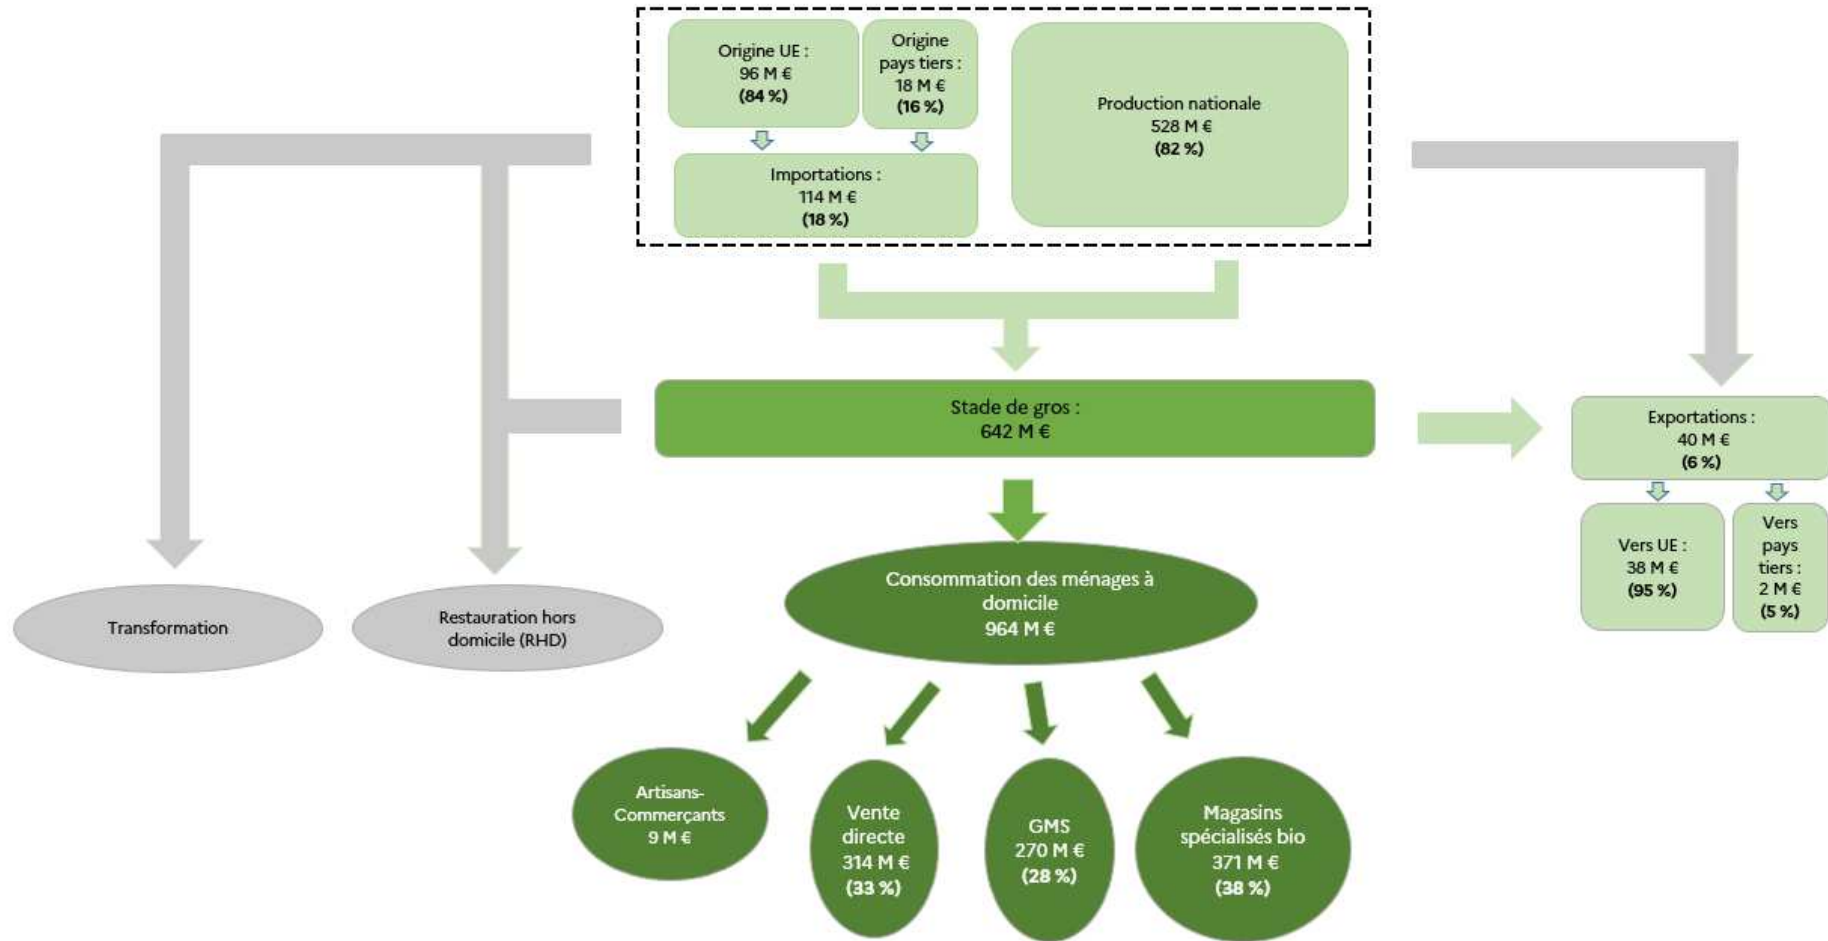 Origine UE :
96 M €
(84 %)
Origine
pays tiers :
18 M €
(16 %)
Production nationale
528 M €
(82 %)
Importations :
114 M €
(18 %)
Stade de gros :
642 M €
Exportations :
40 M €
(6 %)
Vers UE :
38 M €
(95 %)
Vers
pays
tiers :
2 M €
(5 %)
Transformation
Restauration hors
domicile (RHD)
Consommation des ménages à
domicile
964 M €
Artisans-
Commerçants
9 M €
Vente
directe
314 M €
(33 %)
GMS
270 M €
(28 %)
Magasins
spécialisés bio
371 M €
(38 %)